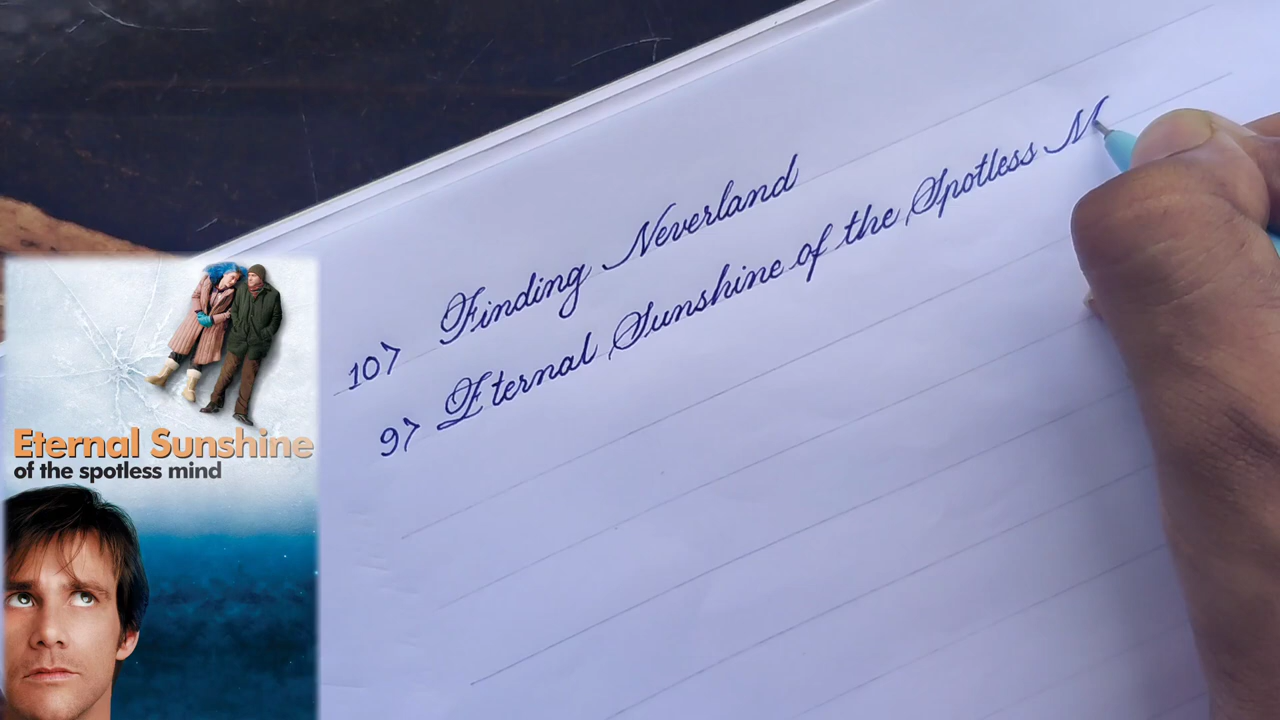 10> Finding Neverland
9> Eternal Sunshine of the Spotless M
Eternal Sunshine
of the spotless mind